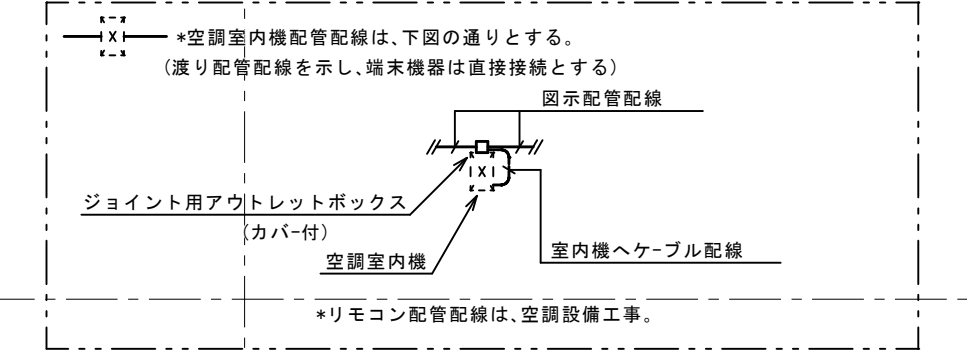 *空調室内機配管配線は、下図の通りとする。
(渡り配管配線を示し、端末機器は直接接続とする)
図示配管配線
ジョイント用アウトレットボックス
(カバー付)
空調室内機
室内機へケーブル配線
*リモコン配管配線は、空調設備工事。